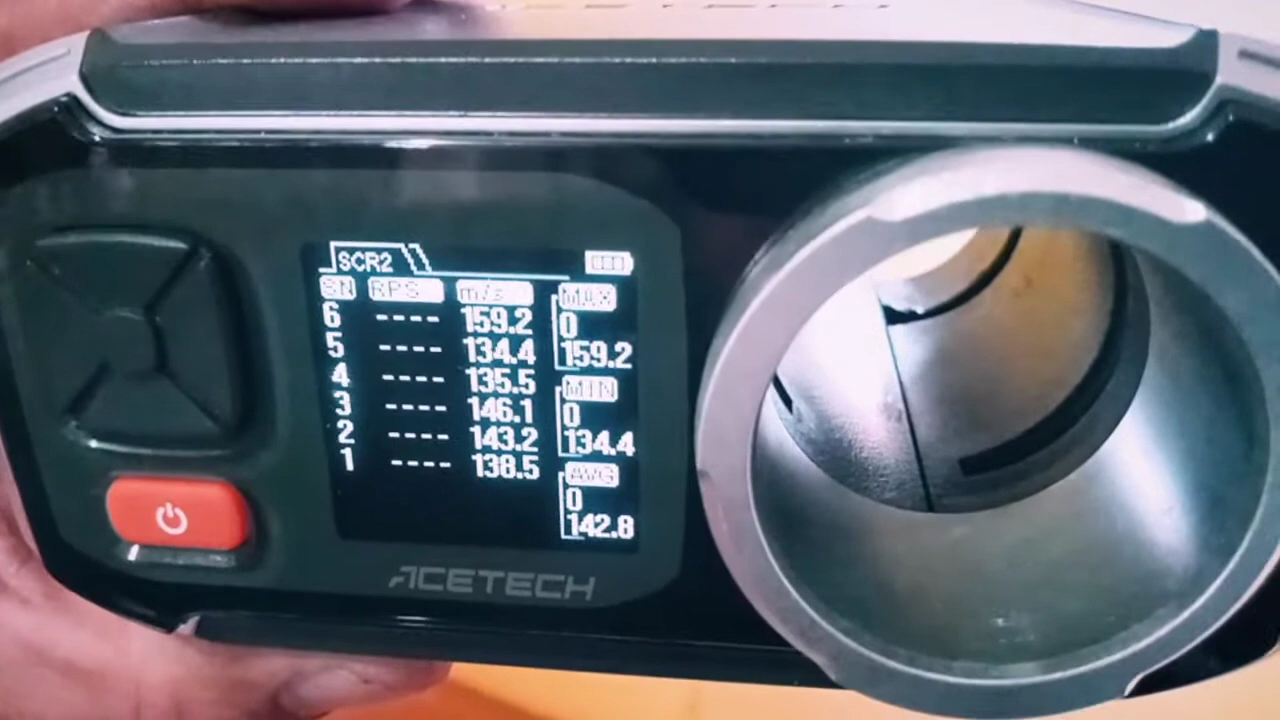 SCR2
SN RPS m/s MAX
6 ---- 159.2 0
5 ---- 134.4 159.2
4 ---- 135.5 MIN
3 ---- 146.1 0
2 ---- 143.2 134.4
1 ---- 138.5 AVG
0
142.8
ACETECH